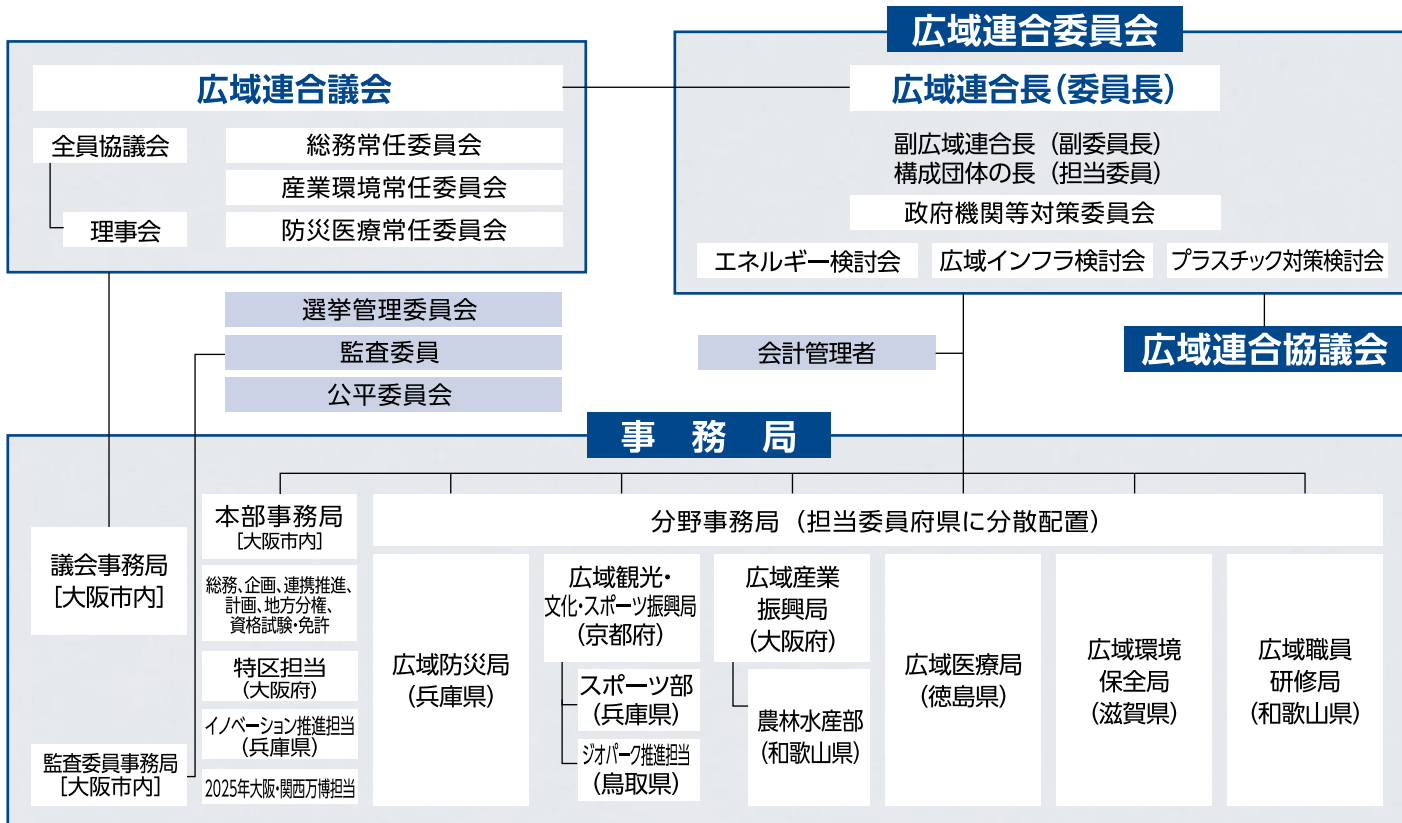 広域連合議会
全員協議会
理事会
総務常任委員会
産業環境常任委員会
防災医療常任委員会
広域連合委員会
広域連合長（委員長）
副広域連合長（副委員長）
構成団体の長（担当委員）
政府機関等対策委員会
エネルギー検討会
広域インフラ検討会
プラスチック対策検討会
選挙管理委員会
監査委員
公平委員会
会計管理者
広域連合協議会
事務局
議会事務局
［大阪市内］
監査委員事務局
［大阪市内］
本部事務局
［大阪市内］
総務、企画、連携推進、
計画、地方分権、
資格試験・免許
特区担当
（大阪府）
イノベーション推進担当
（兵庫県）
2025年大阪・関西万博担当
分野事務局（担当委員府県に分散配置）
広域防災局
（兵庫県）
広域観光・
文化・スポーツ振興局
（京都府）
スポーツ部
（兵庫県）
ジオパーク推進担当
（鳥取県）
広域産業
振興局
（大阪府）
農林水産部
（和歌山県）
広域医療局
（徳島県）
広域環境
保全局
（滋賀県）
広域職員
研修局
（和歌山県）